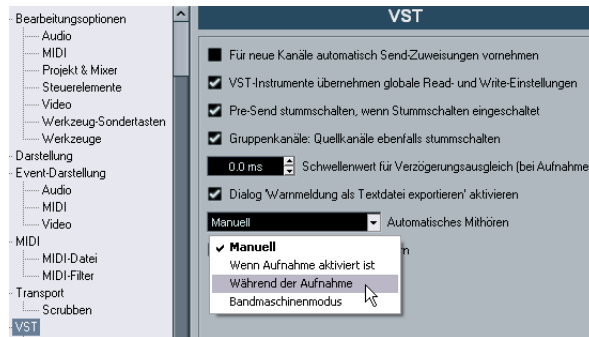 Bearbeitungsoptionen
Audio
MIDI
Projekt & Mixer
Steuerelemente
Video
Werkzeug-Sondertasten
Werkzeuge
Darstellung
Event-Darstellung
Audio
MIDI
Video
MIDI
MIDI-Datei
MIDI-Filter
Transport
Scrubben
VST
VST
Für neue Kanäle automatisch Send-Zuweisungen vornehmen
VST-Instrumente übernehmen globale Read- und Write-Einstellungen
Pre-Send stummschalten, wenn Stummschalten eingeschaltet
Gruppenkanäle: Quellkanäle ebenfalls stummschalten
0.0 ms Schwellenwert für Verzögerungsausgleich (bei Aufnahme
Dialog 'Warnmeldung als Textdatei exportieren' aktivieren
Manuell Automatisches Mithören
Manuell
Wenn Aufnahme aktiviert ist
Während der Aufnahme
Bandmaschinenmodus